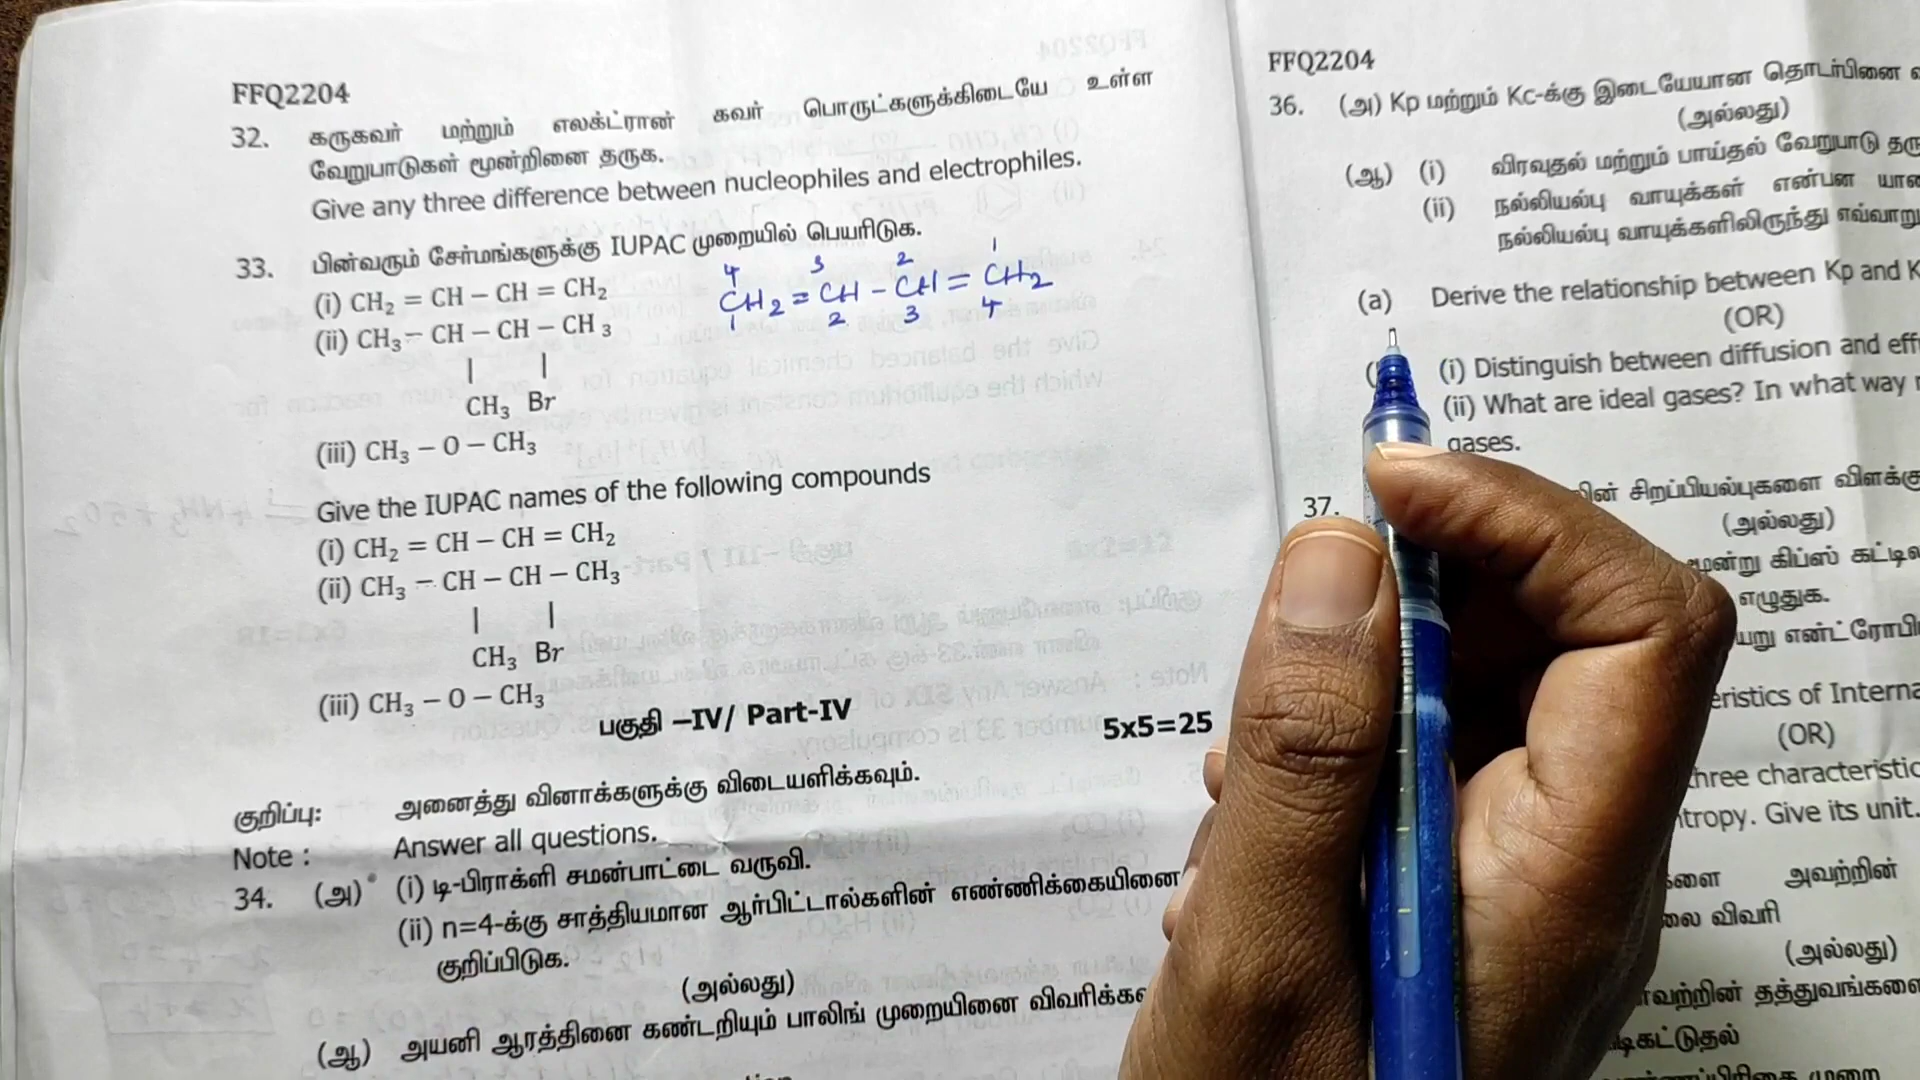 FFQ2204
32. கருகவர் மற்றும் எலக்ட்ரான் கவர் பொருட்களுக்கிடையே உள்ள
வேறுபாடுகள் மூன்றினை தருக.
Give any three difference between nucleophiles and electrophiles.
33. பின்வரும் சேர்மங்களுக்கு IUPAC முறையில் பெயரிடுக.
(i) CH₂ = CH – CH = CH₂
(ii) CH₃ – CH – CH – CH ₃
| |
CH₃ Br
(iii) CH₃ – O – CH₃
4 3 2 1
CH₂ = CH – CH = CH₂
1 2 3 4
Give the IUPAC names of the following compounds
(i) CH₂ = CH – CH = CH₂
(ii) CH₃ – CH – CH – CH₃
| |
CH₃ Br
(iii) CH₃ – O – CH₃
பகுதி –IV/ Part-IV 5x5=25
குறிப்பு: அனைத்து வினாக்களுக்கு விடையளிக்கவும்.
Note : Answer all questions.
34. (அ) (i) டி-பிராக்ளி சமன்பாட்டை வருவி.
(ii) n=4-க்கு சாத்தியமான ஆர்பிட்டால்களின் எண்ணிக்கையினை
குறிப்பிடுக.
(அல்லது)
(ஆ) அயனி ஆரத்தினை கண்டறியும் பாலிங் முறையினை
FFQ2204
36. (அ) Kp மற்றும் Kc-க்கு இடையேயான தொடர்பினை
(அல்லது)
(ஆ) (i) விரவுதல் மற்றும் பாய்தல் வேறுபாடு
(ii) நல்லியல்பு வாயுக்கள் என்பன
நல்லியல்பு வாயுக்களிலிருந்து
(a) Derive the relationship between Kp and
(OR)
(i) Distinguish between diffusion and
(ii) What are ideal gases? In what way
gases.
37. சிறப்பியல்புகளை
(அல்லது)
கிப்ஸ்
எழுதுக.
of
(OR)
three
Give its unit.
அவற்றின்
விவரி
(அல்லது)
முறை